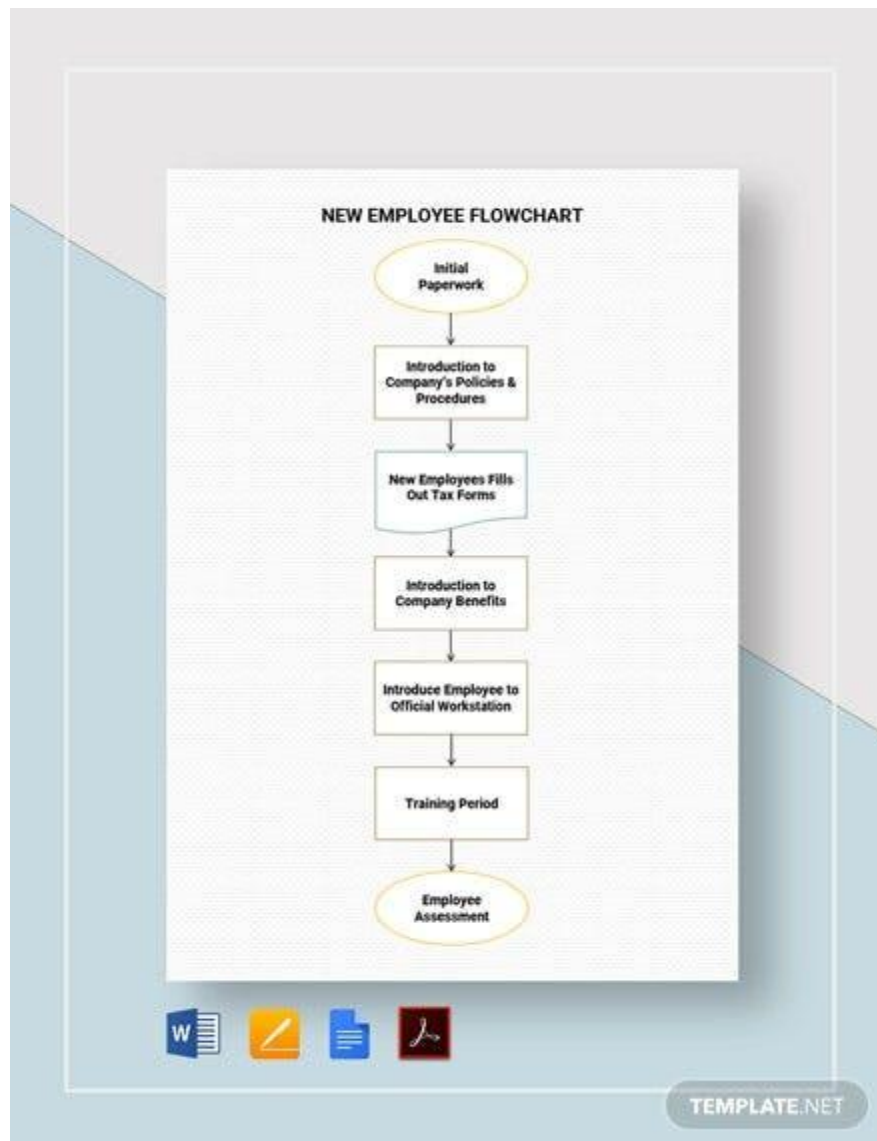 NEW EMPLOYEE FLOWCHART
Initial
Paperwork
Introduction to
Company's Policies &
Procedures
New Employees Fills
Out Tax Forms
Introduction to
Company Benefits
Introduce Employee to
Official Workstation
Training Period
Employee
Assessment
W
TEMPLATE.NET